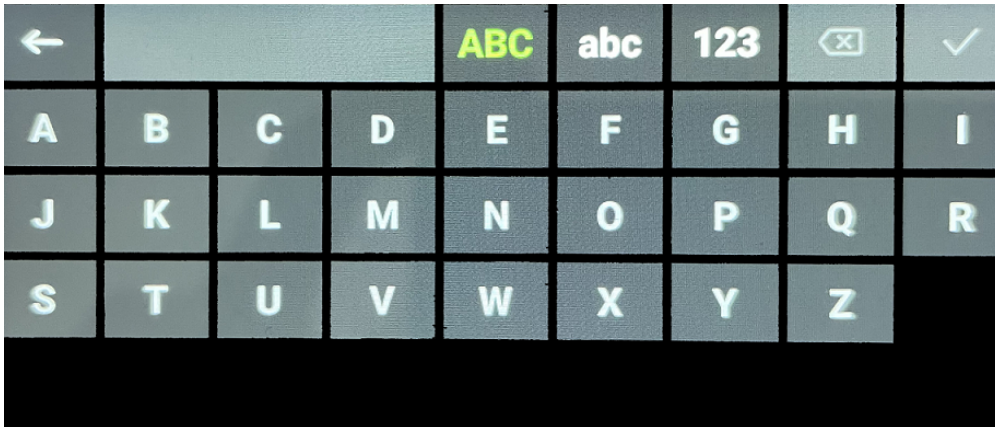 ABC abc 123
A B C D E F G H I
J K L M N O P Q R
S T U V W X Y Z